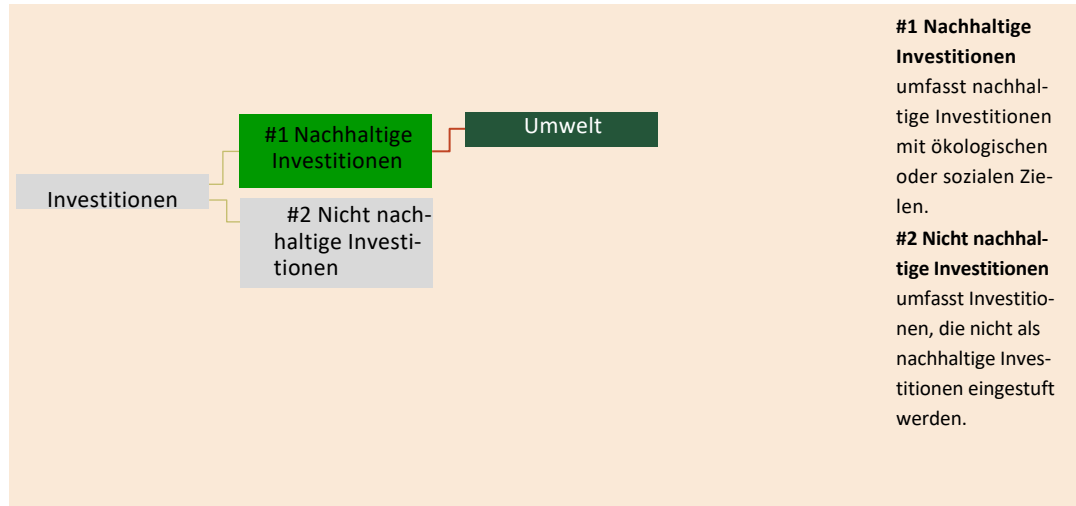 Investitionen
#1 Nachhaltige
Investitionen
Umwelt
#2 Nicht nach-
haltige Investi-
tionen
#1 Nachhaltige
Investitionen
umfasst nachhal-
tige Investitionen
mit ökologischen
oder sozialen Zie-
len.
#2 Nicht nachhal-
tige Investitionen
umfasst Investitio-
nen, die nicht als
nachhaltige Inves-
titionen eingestuft
werden.